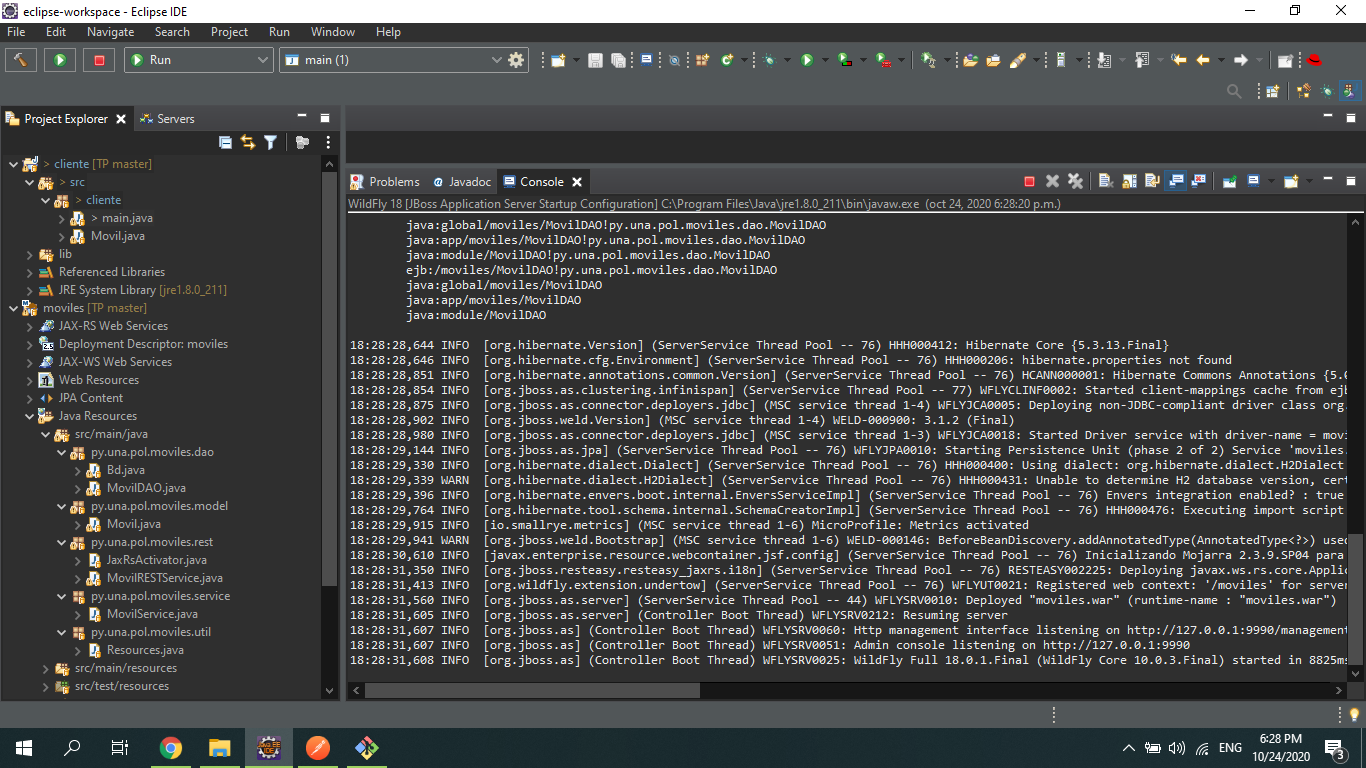 eclipse-workspace - Eclipse IDE
File Edit Navigate Search Project Run Window Help
Run
main (1)
Project Explorer
Servers
> cliente [TP master]
> src
> cliente
> main.java
Movil.java
lib
Referenced Libraries
JRE System Library [jre1.8.0_211]
moviles [TP master]
JAX-RS Web Services
Deployment Descriptor: moviles
JAX-WS Web Services
Web Resources
JPA Content
Java Resources
src/main/java
py.una.pol.moviles.dao
Bd.java
MovilDAO.java
py.una.pol.moviles.model
Movil.java
py.una.pol.moviles.rest
JaxRsActivator.java
MovilRESTService.java
py.una.pol.moviles.service
MovilService.java
py.una.pol.moviles.util
Resources.java
src/main/resources
src/test/resources
Problems @ Javadoc Console
WildFly 18 [JBoss Application Server Startup Configuration] C:\Program Files\Java\jre1.8.0_211\bin\javaw.exe (oct 24, 2020 6:28:20 p.m.)
java:global/moviles/MovilDAO!py.una.pol.moviles.dao.MovilDAO
java:app/moviles/MovilDAO!py.una.pol.moviles.dao.MovilDAO
java:module/MovilDAO!py.una.pol.moviles.dao.MovilDAO
ejb:/moviles/MovilDAO!py.una.pol.moviles.dao.MovilDAO
java:global/moviles/MovilDAO
java:app/moviles/MovilDAO
java:module/MovilDAO
18:28:28,644 INFO [org.hibernate.Version] (ServerService Thread Pool -- 76) HHH000412: Hibernate Core {5.3.13.Final}
18:28:28,646 INFO [org.hibernate.cfg.Environment] (ServerService Thread Pool -- 76) HHH000206: hibernate.properties not found
18:28:28,851 INFO [org.hibernate.annotations.common.Version] (ServerService Thread Pool -- 76) HCANN000001: Hibernate Commons Annotations {5.0
18:28:28,854 INFO [org.jboss.as.clustering.infinispan] (ServerService Thread Pool -- 77) WFLYCLINF0002: Started client-mappings cache from ejb
18:28:28,875 INFO [org.jboss.as.connector.deployers.jdbc] (MSC service thread 1-4) WFLYJCA0005: Deploying non-JDBC-compliant driver class org.
18:28:28,902 INFO [org.jboss.weld.Version] (MSC service thread 1-4) WELD-000900: 3.1.2 (Final)
18:28:28,980 INFO [org.jboss.as.connector.deployers.jdbc] (MSC service thread 1-3) WFLYJCA0018: Started Driver service with driver-name = movi
18:28:29,144 INFO [org.jboss.as.jpa] (ServerService Thread Pool -- 76) WFLYJPA0010: Starting Persistence Unit (phase 2 of 2) Service 'moviles.
18:28:29,330 INFO [org.hibernate.dialect.Dialect] (ServerService Thread Pool -- 76) HHH000400: Using dialect: org.hibernate.dialect.H2Dialect
18:28:29,339 WARN [org.hibernate.dialect.H2Dialect] (ServerService Thread Pool -- 76) HHH000431: Unable to determine H2 database version, cert
18:28:29,396 INFO [org.hibernate.envers.boot.internal.EnversServiceImpl] (ServerService Thread Pool -- 76) Envers integration enabled? : true
18:28:29,764 INFO [org.hibernate.tool.schema.internal.SchemaCreatorImpl] (ServerService Thread Pool -- 76) HHH000476: Executing import script
18:28:29,915 INFO [io.smallrye.metrics] (MSC service thread 1-6) MicroProfile: Metrics activated
18:28:29,941 WARN [org.jboss.weld.Bootstrap] (MSC service thread 1-6) WELD-000146: BeforeBeanDiscovery.addAnnotatedType(AnnotatedType<?>) used
18:28:30,610 INFO [javax.enterprise.resource.webcontainer.jsf.config] (ServerService Thread Pool -- 76) Inicializando Mojarra 2.3.9.SP04 para
18:28:31,350 INFO [org.jboss.resteasy.resteasy_jaxrs.i18n] (ServerService Thread Pool -- 76) RESTEASY002225: Deploying javax.ws.rs.core.Applic
18:28:31,413 INFO [org.wildfly.extension.undertow] (ServerService Thread Pool -- 76) WFLYUT0021: Registered web context: '/moviles' for server
18:28:31,560 INFO [org.jboss.as.server] (ServerService Thread Pool -- 44) WFLYSRV0010: Deployed "moviles.war" (runtime-name : "moviles.war")
18:28:31,605 INFO [org.jboss.as.server] (Controller Boot Thread) WFLYSRV0212: Resuming server
18:28:31,607 INFO [org.jboss.as] (Controller Boot Thread) WFLYSRV0060: Http management interface listening on http://127.0.0.1:9990/management
18:28:31,607 INFO [org.jboss.as] (Controller Boot Thread) WFLYSRV0051: Admin console listening on http://127.0.0.1:9990
18:28:31,608 INFO [org.jboss.as] (Controller Boot Thread) WFLYSRV0025: WildFly Full 18.0.1.Final (WildFly Core 10.0.3.Final) started in 8825ms
ENG
6:28 PM
10/24/2020
3